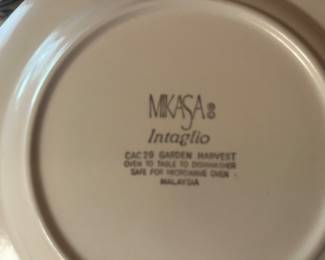 MIKASA
Intaglio
CAC29 GARDEN HARVEST
OVEN TO TABLE TO DISHWASHER
SAFE FOR MICROWAVE OVEN
MALAYSIA